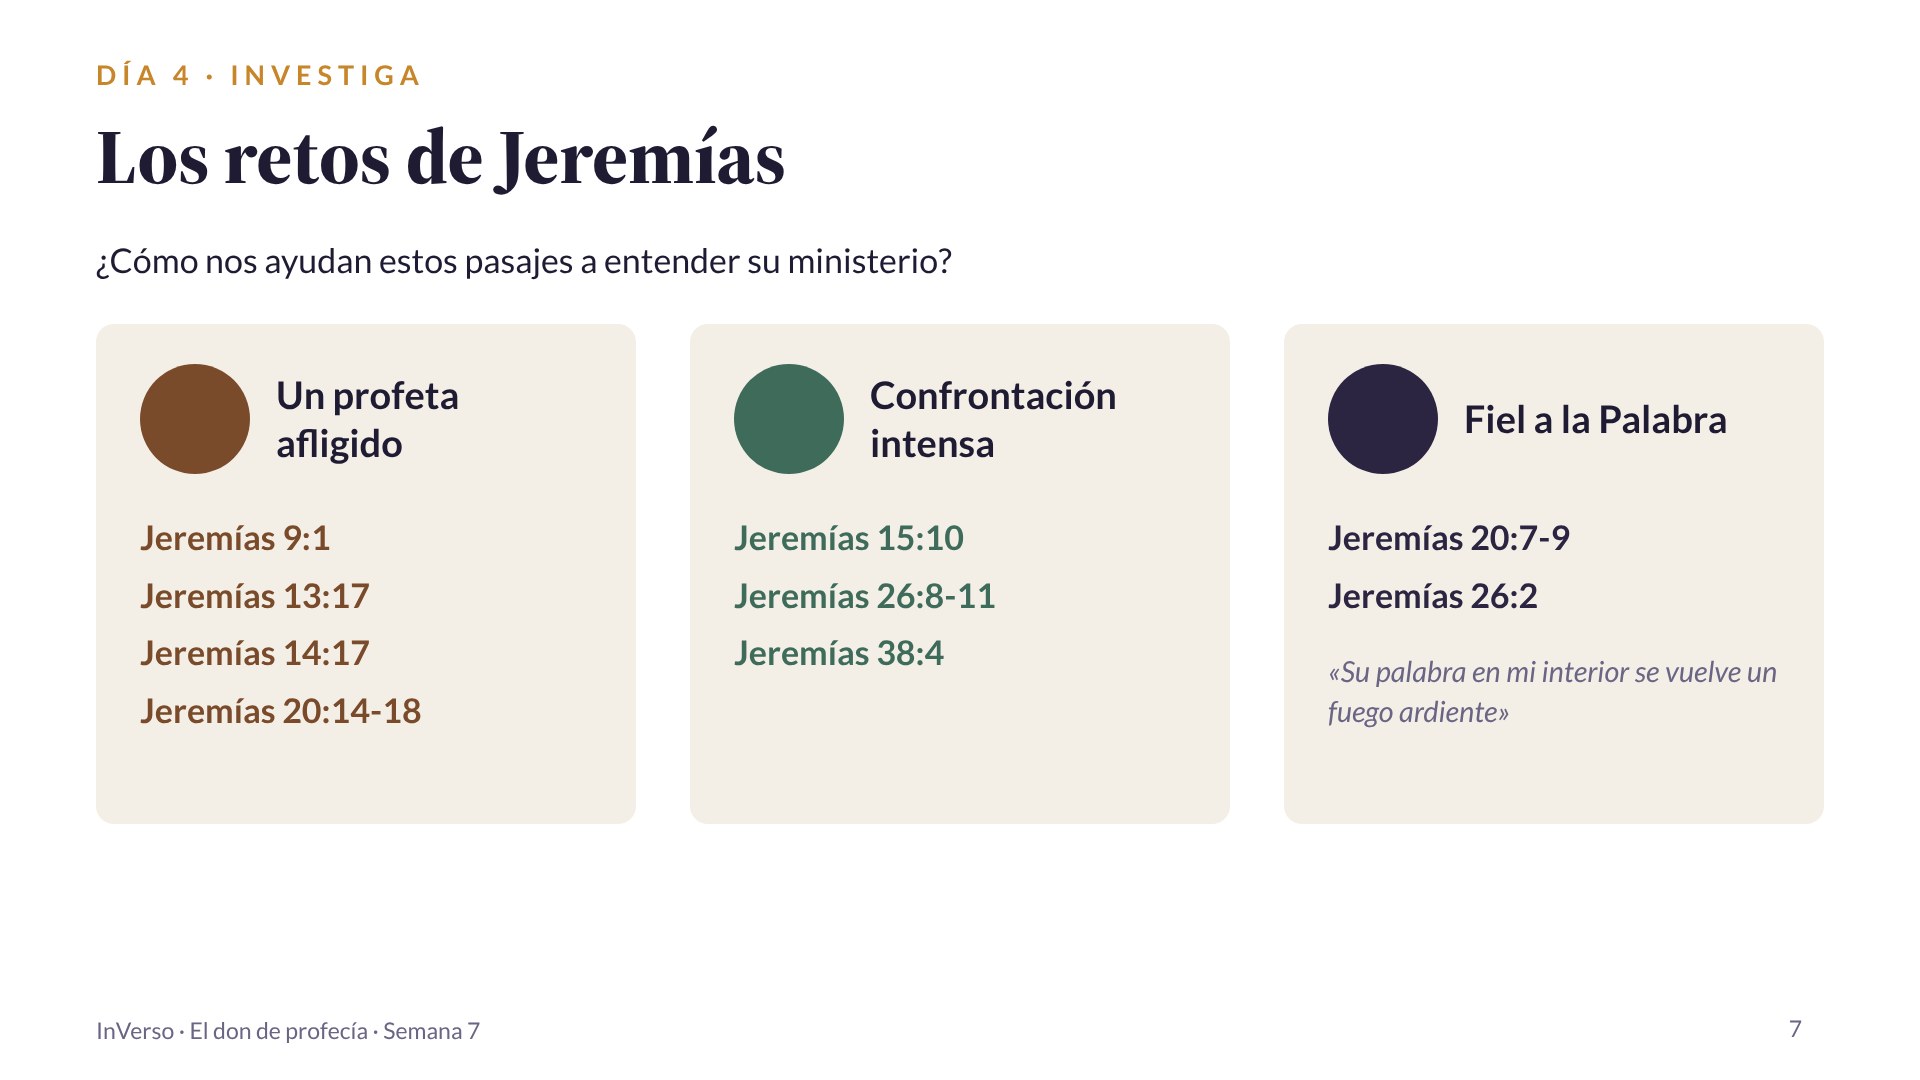 DÍA 4 · INVESTIGA
Los retos de Jeremías
¿Cómo nos ayudan estos pasajes a entender su ministerio?
Un profeta
afligido
Jeremías 9:1
Jeremías 13:17
Jeremías 14:17
Jeremías 20:14-18
Confrontación
intensa
Jeremías 15:10
Jeremías 26:8-11
Jeremías 38:4
Fiel a la Palabra
Jeremías 20:7-9
Jeremías 26:2
«Su palabra en mi interior se vuelve un
fuego ardiente»
InVerso · El don de profecía · Semana 7
7